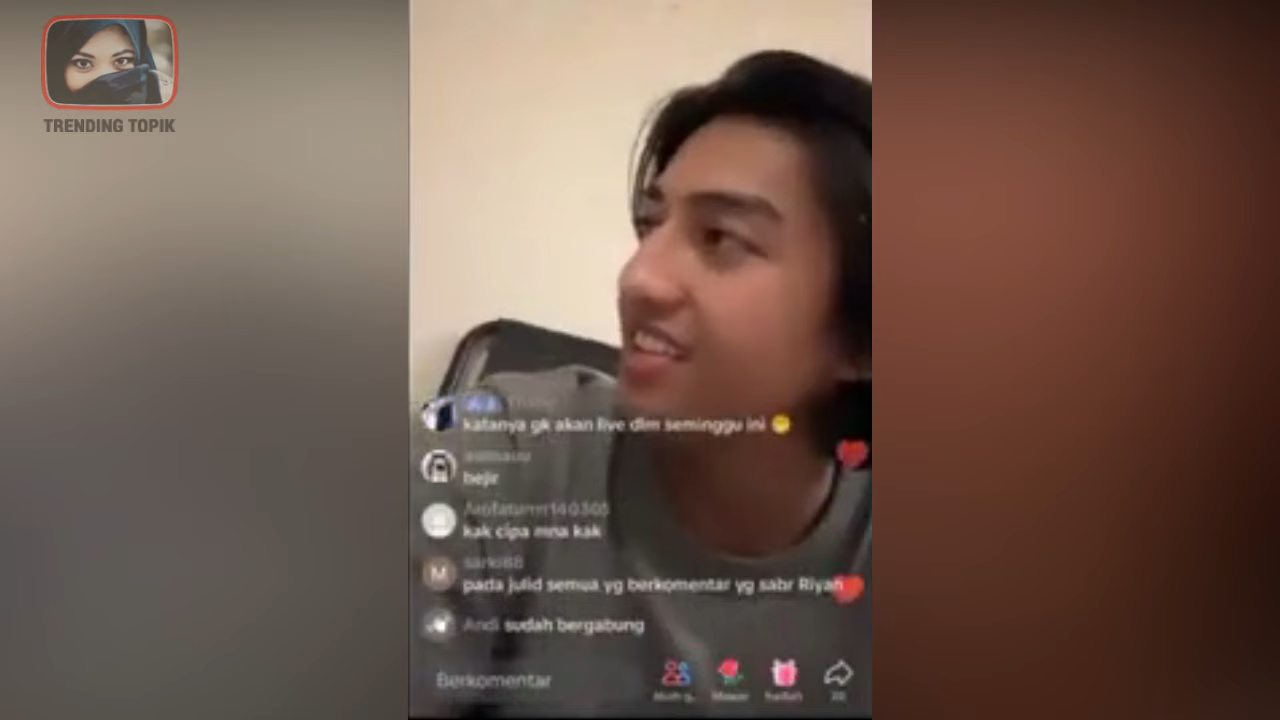 TRENDING TOPIK
katanya gk akan live dlm seminggu ini
bejir
kak cipa mna kak
sarki88
pada julid semua yg berkomentar yg sabr Riyan
Andi sudah bergabung
Berkomentar